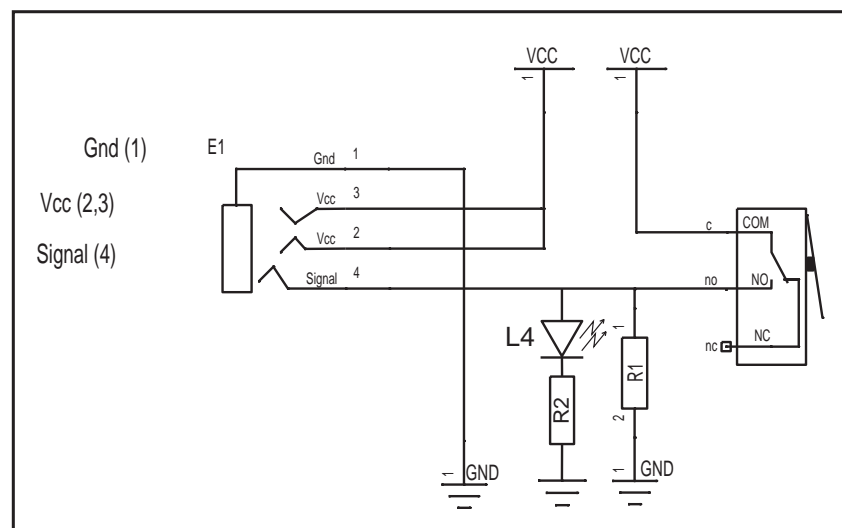 VCC VCC
1 1
Gnd (1) E1 Gnd 1
Vcc (2,3) Vcc 3
c COM
Vcc 2
Signal (4)
Signal 4 no NO
L4 1
nc NC
R1
R2
2
1 GND 1 GND